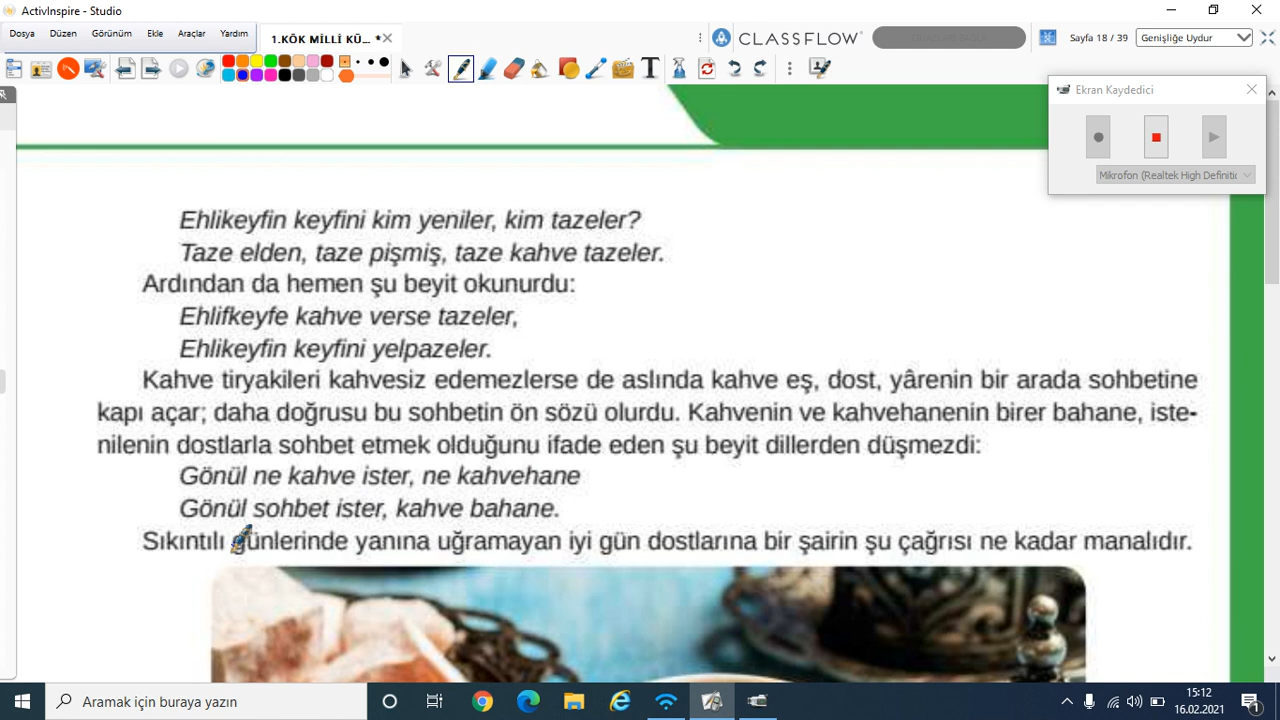 ActivInspire - Studio
Dosya Düzen Görünüm Ekle Araçlar Yardım
1.KÖK MİLLİ KÜ... *
CLASSFLOW
Sayfa 18 / 39
Genişliğe Uydur
Ekran Kaydedici
Mikrofon (Realtek High Definitic
Ehlikeyfin keyfini kim yeniler, kim tazeler?
Taze elden, taze pişmiş, taze kahve tazeler.
Ardından da hemen şu beyit okunurdu:
Ehlifkeyfe kahve verse tazeler,
Ehlikeyfin keyfini yelpazeler.
Kahve tiryakileri kahvesiz edemezlerse de aslında kahve eş, dost, yârenin bir arada sohbetine
kapı açar; daha doğrusu bu sohbetin ön sözü olurdu. Kahvenin ve kahvehanenin birer bahane, iste-
nilenin dostlarla sohbet etmek olduğunu ifade eden şu beyit dillerden düşmezdi:
Gönül ne kahve ister, ne kahvehane
Gönül sohbet ister, kahve bahane.
Sıkıntılı günlerinde yanına uğramayan iyi gün dostlarına bir şairin şu çağrısı ne kadar manalıdır.
Aramak için buraya yazın
15:12
16.02.2021